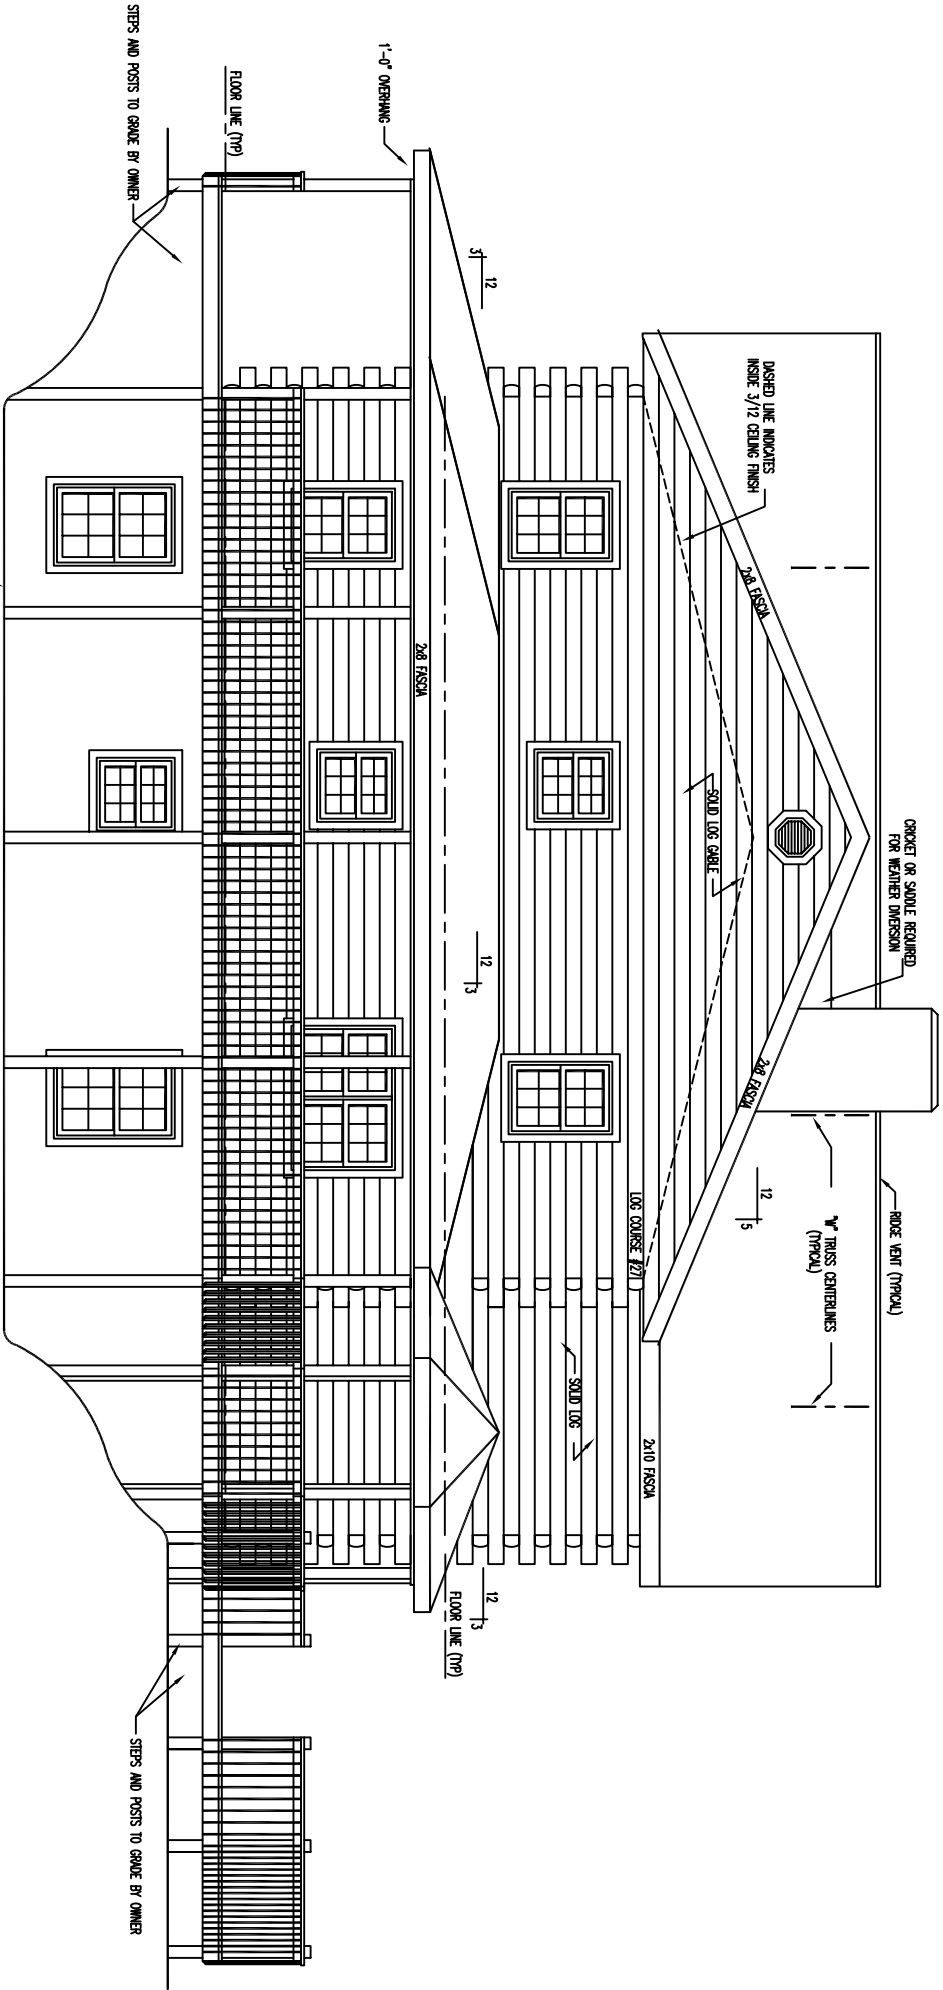 CRICKET OR SADDLE REQUIRED
FOR WEATHER DIVERSION
RIDGE VENT (TYPICAL)
"W" TRUSS CENTERLINES
(TYPICAL)
DASHED LINE INDICATES
INSIDE 3/12 CEILING FINISH
2x8 FASCIA
2x8 FASCIA
12
5
SOLID LOG GABLE
LOG COURSE #27
2x10 FASCIA
SOLID LOG
12
3
12
3
12
3
1'-0" OVERHANG
2x8 FASCIA
FLOOR LINE (TYP)
FLOOR LINE (TYP)
STEPS AND POSTS TO GRADE BY OWNER
STEPS AND POSTS TO GRADE BY OWNER